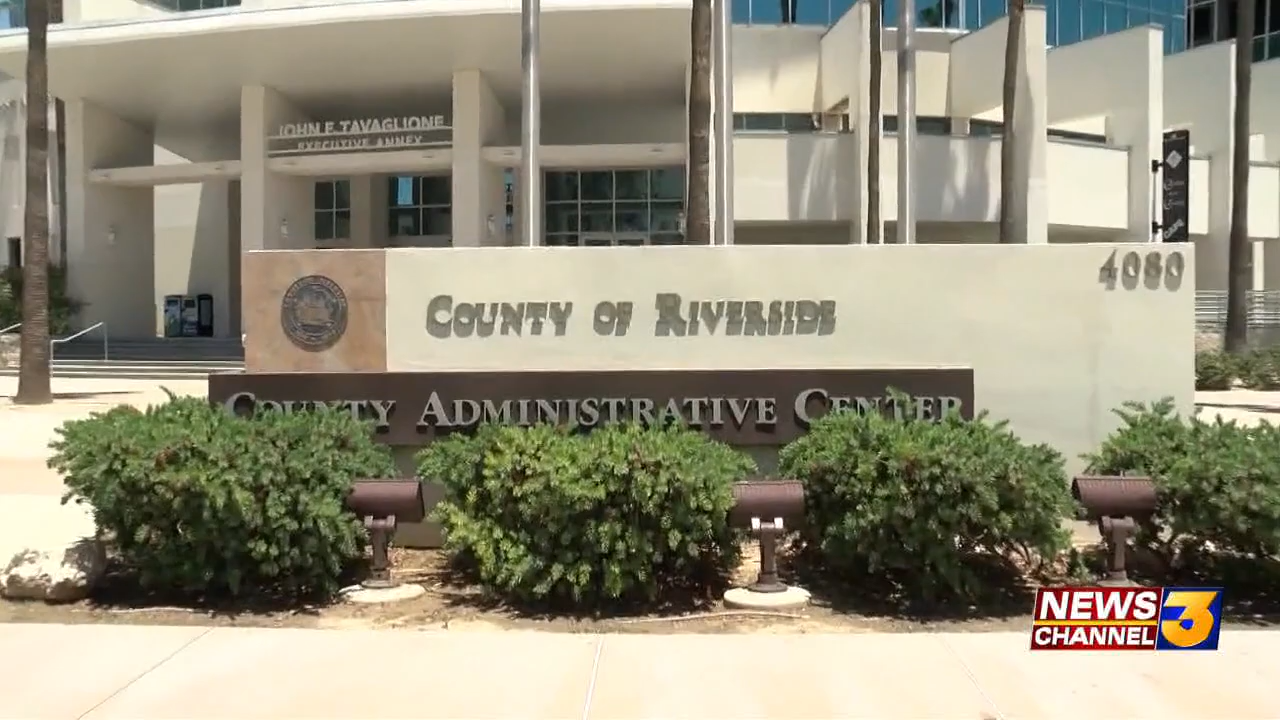 JOHN F. TAVAGLIONE
EXECUTIVE ANNEX
4080
COUNTY OF RIVERSIDE
COUNTY ADMINISTRATIVE CENTER
NEWS
CHANNEL 3